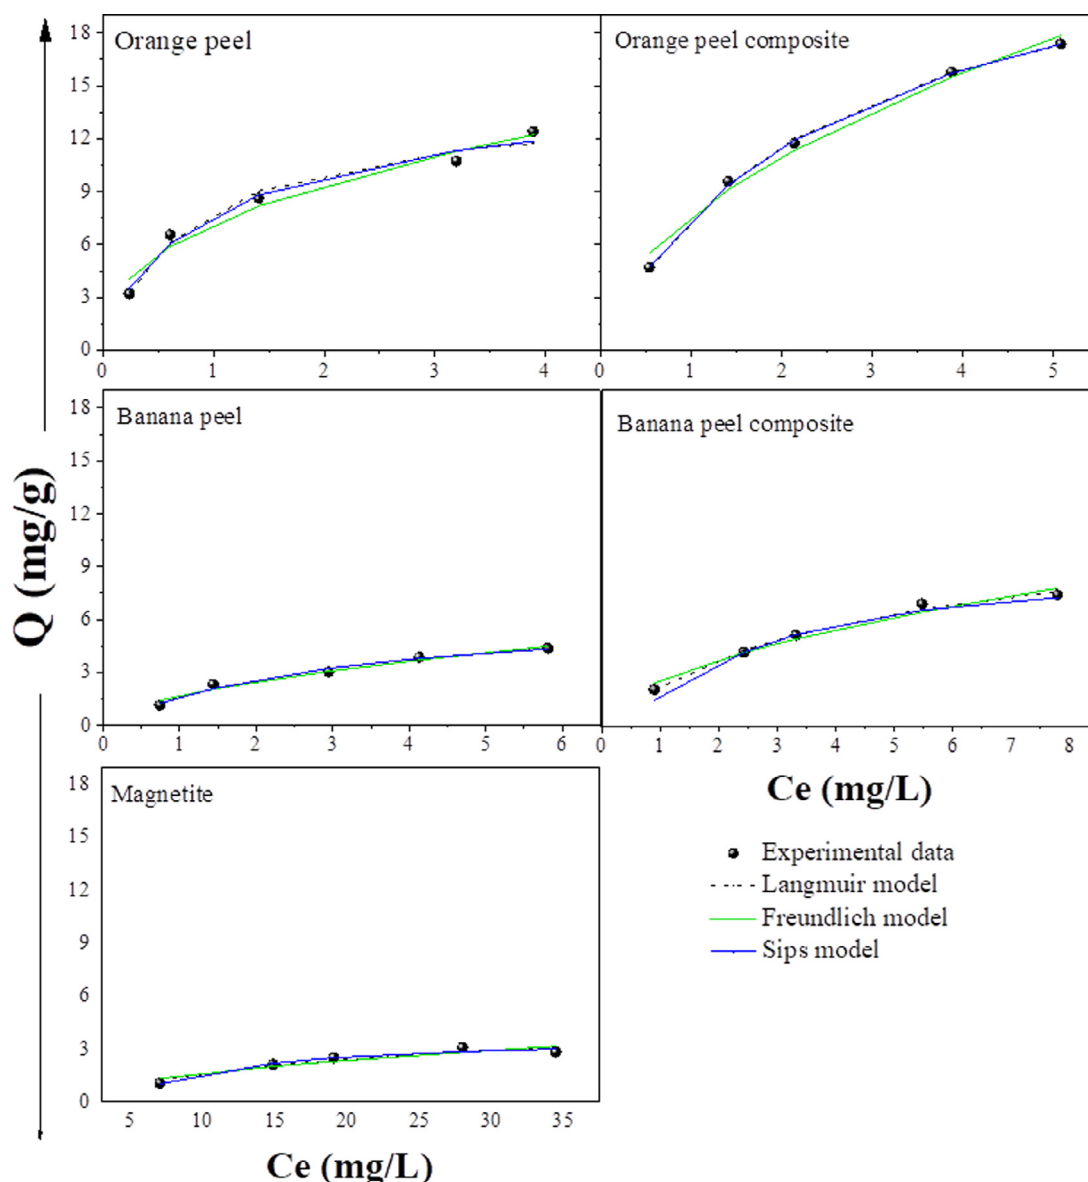 Orange peel
18
15
12
9
6
3
0
0 1 2 3 4
Orange peel composite
0 1 2 3 4 5
Banana peel
18
15
12
9
6
3
0
0 1 2 3 4 5 6
Banana peel composite
0 1 2 3 4 5 6 7 8
Q (mg/g)
Ce (mg/L)
Magnetite
18
15
12
9
6
3
0
5 10 15 20 25 30 35
Ce (mg/L)
Experimental data
Langmuir model
Freundlich model
Sips model